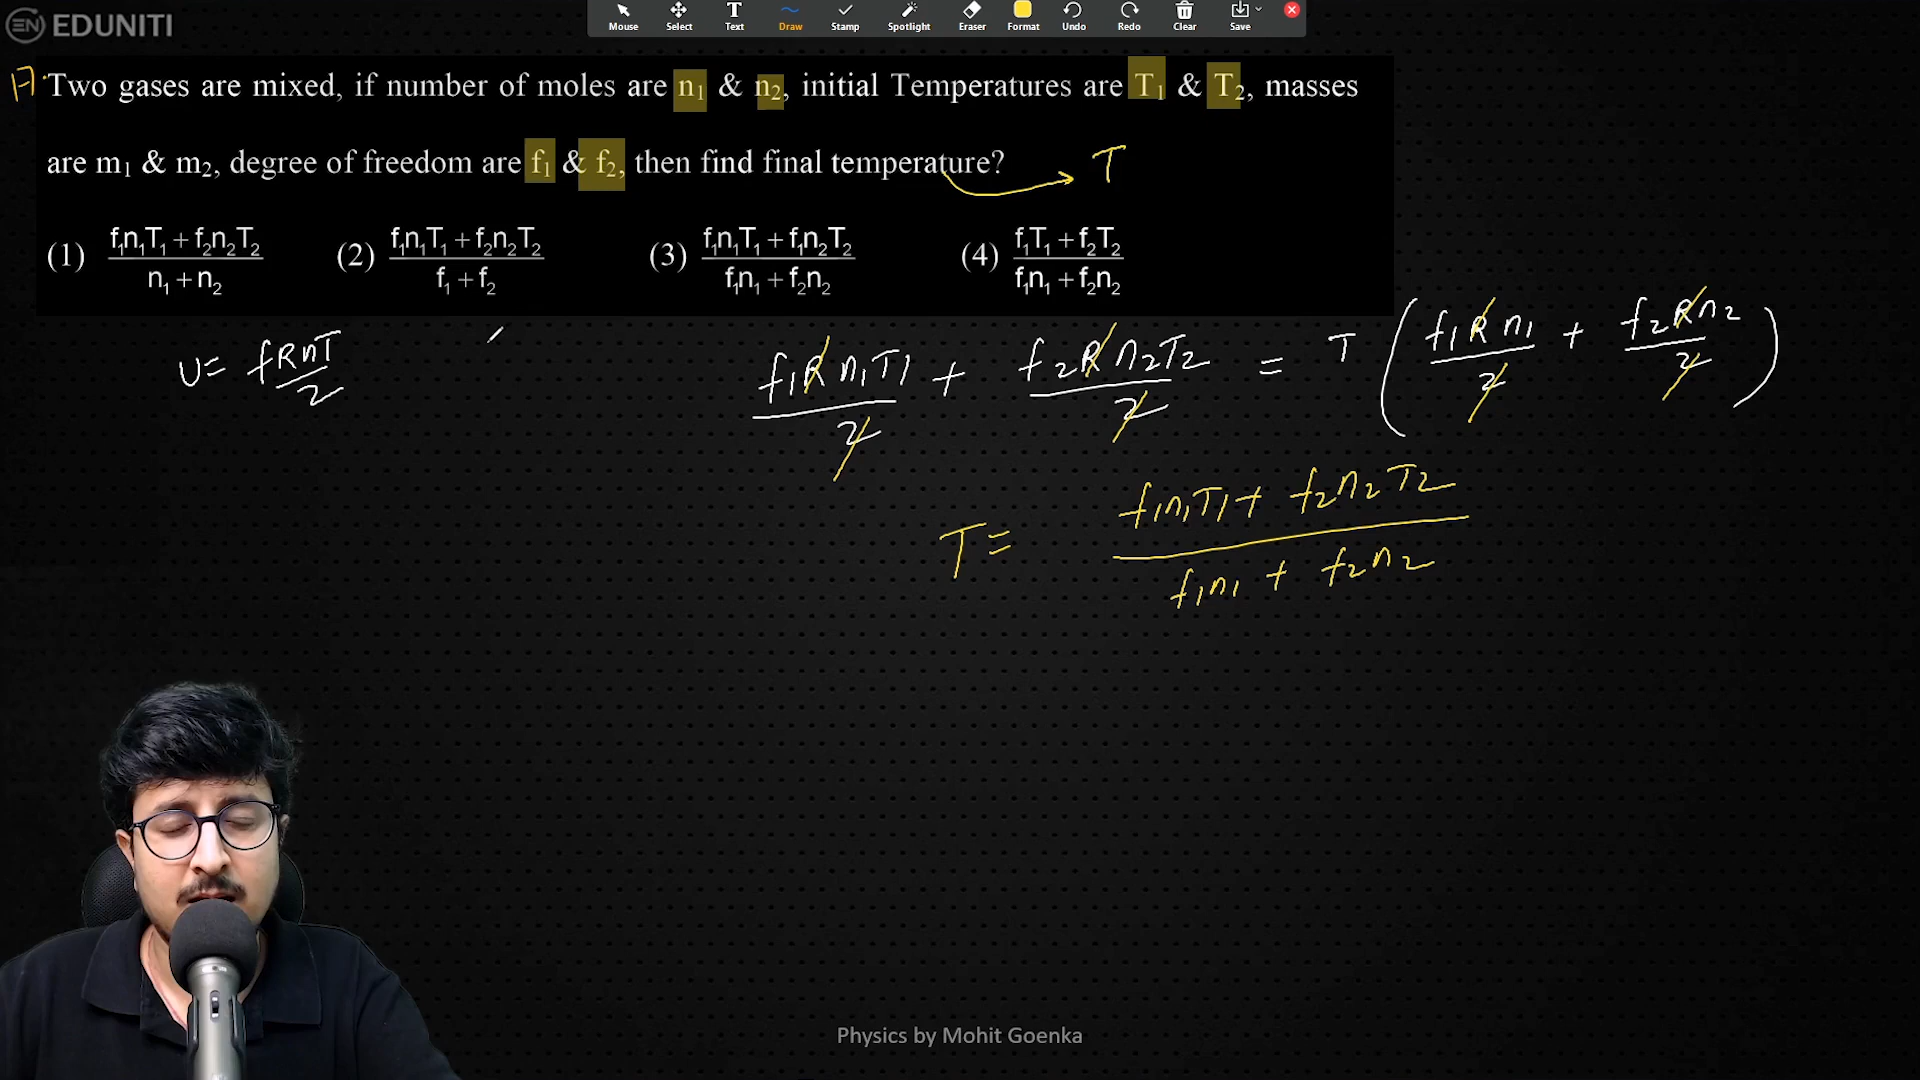 EN EDUNITI
Mouse Select Text Draw Stamp Spotlight Eraser Format Undo Redo Clear Save
A. Two gases are mixed, if number of moles are n₁ & n₂, initial Temperatures are T₁ & T₂, masses
are m₁ & m₂, degree of freedom are f₁ & f₂, then find final temperature? → T
(1) (f₁n₁T₁ + f₂n₂T₂)/(n₁ + n₂) (2) (f₁n₁T₁ + f₂n₂T₂)/(f₁ + f₂) (3) (f₁n₁T₁ + f₁n₂T₂)/(f₁n₁ + f₂n₂) (4) (f₁T₁ + f₂T₂)/(f₁n₁ + f₂n₂)
U = fRnT/2
f₁Rn₁T₁/2 + f₂Rn₂T₂/2 = T (f₁Rn₁/2 + f₂Rn₂/2)
T = (f₁n₁T₁ + f₂n₂T₂)/(f₁n₁ + f₂n₂)
Physics by Mohit Goenka